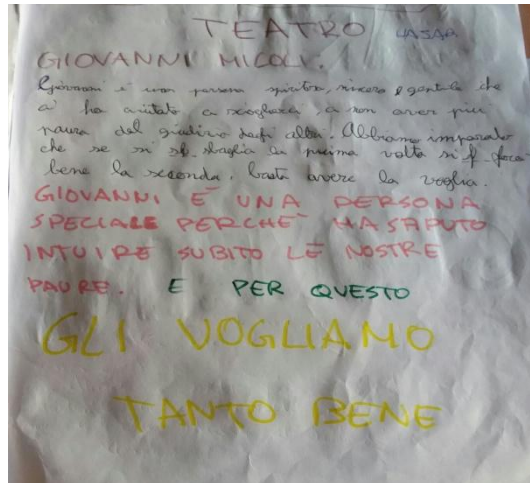 TEATRO
GIOVANNI MICOLI.
Giovanni è una persona spiritosa, sincera e gentile che
ci ha aiutato a scioglierci, a non aver più
paura del giudizio degli altri. Abbiamo imparato
che se si sbaglia la prima volta si farà
bene la seconda, basta avere la voglia.
GIOVANNI È UNA PERSONA
SPECIALE PERCHÈ HA SAPUTO
INTUIRE SUBITO LE NOSTRE
PAURE. E PER QUESTO
GLI VOGLIAMO
TANTO BENE